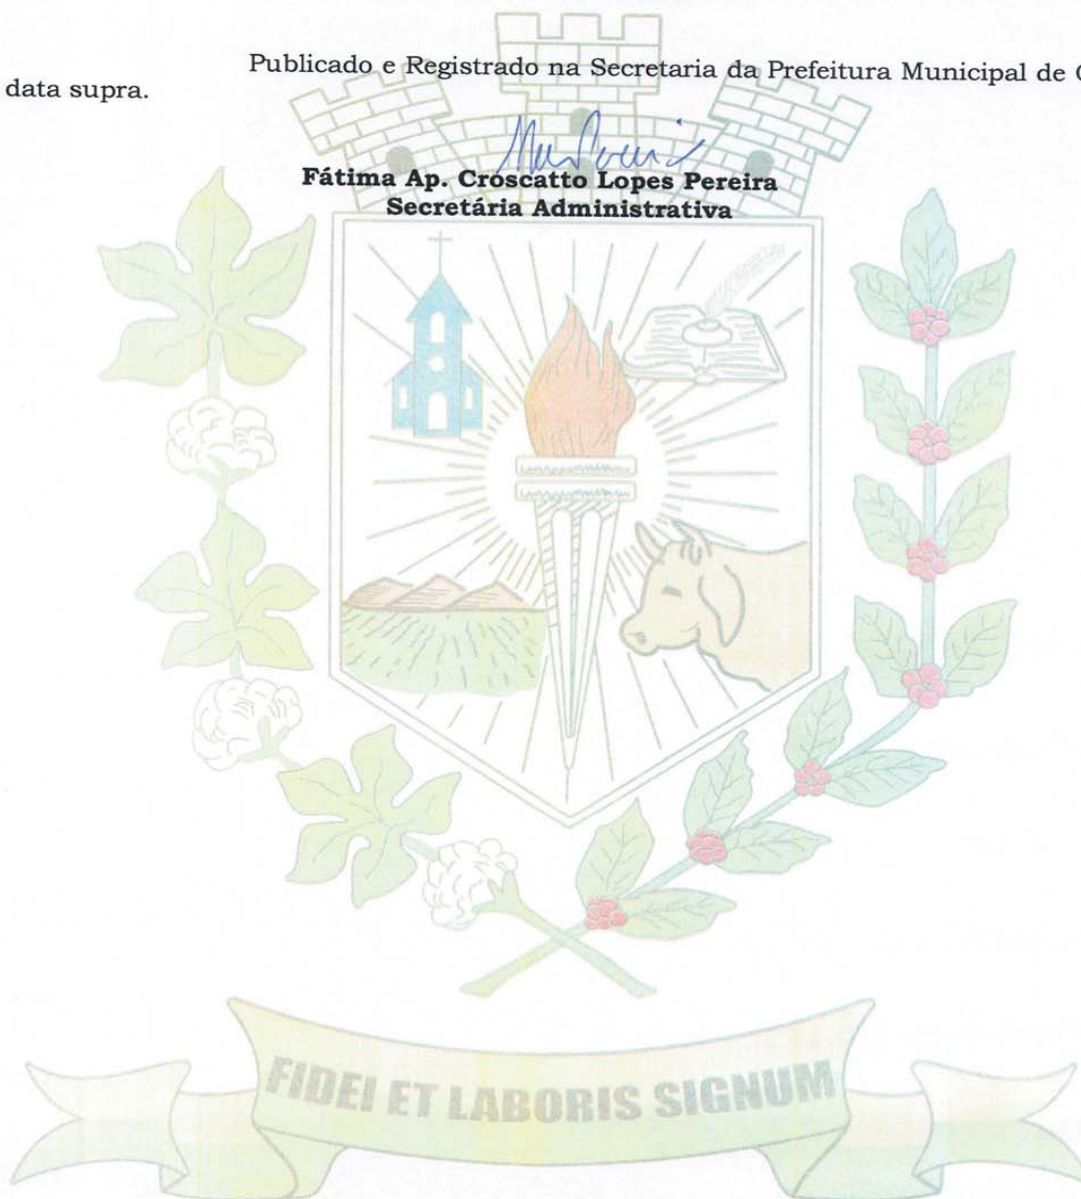 Publicado e Registrado na Secretaria da Prefeitura Municipal de
data supra.
Fátima Ap. Croscatto Lopes Pereira
Secretária Administrativa
FIDEI ET LABORIS SIGNUM